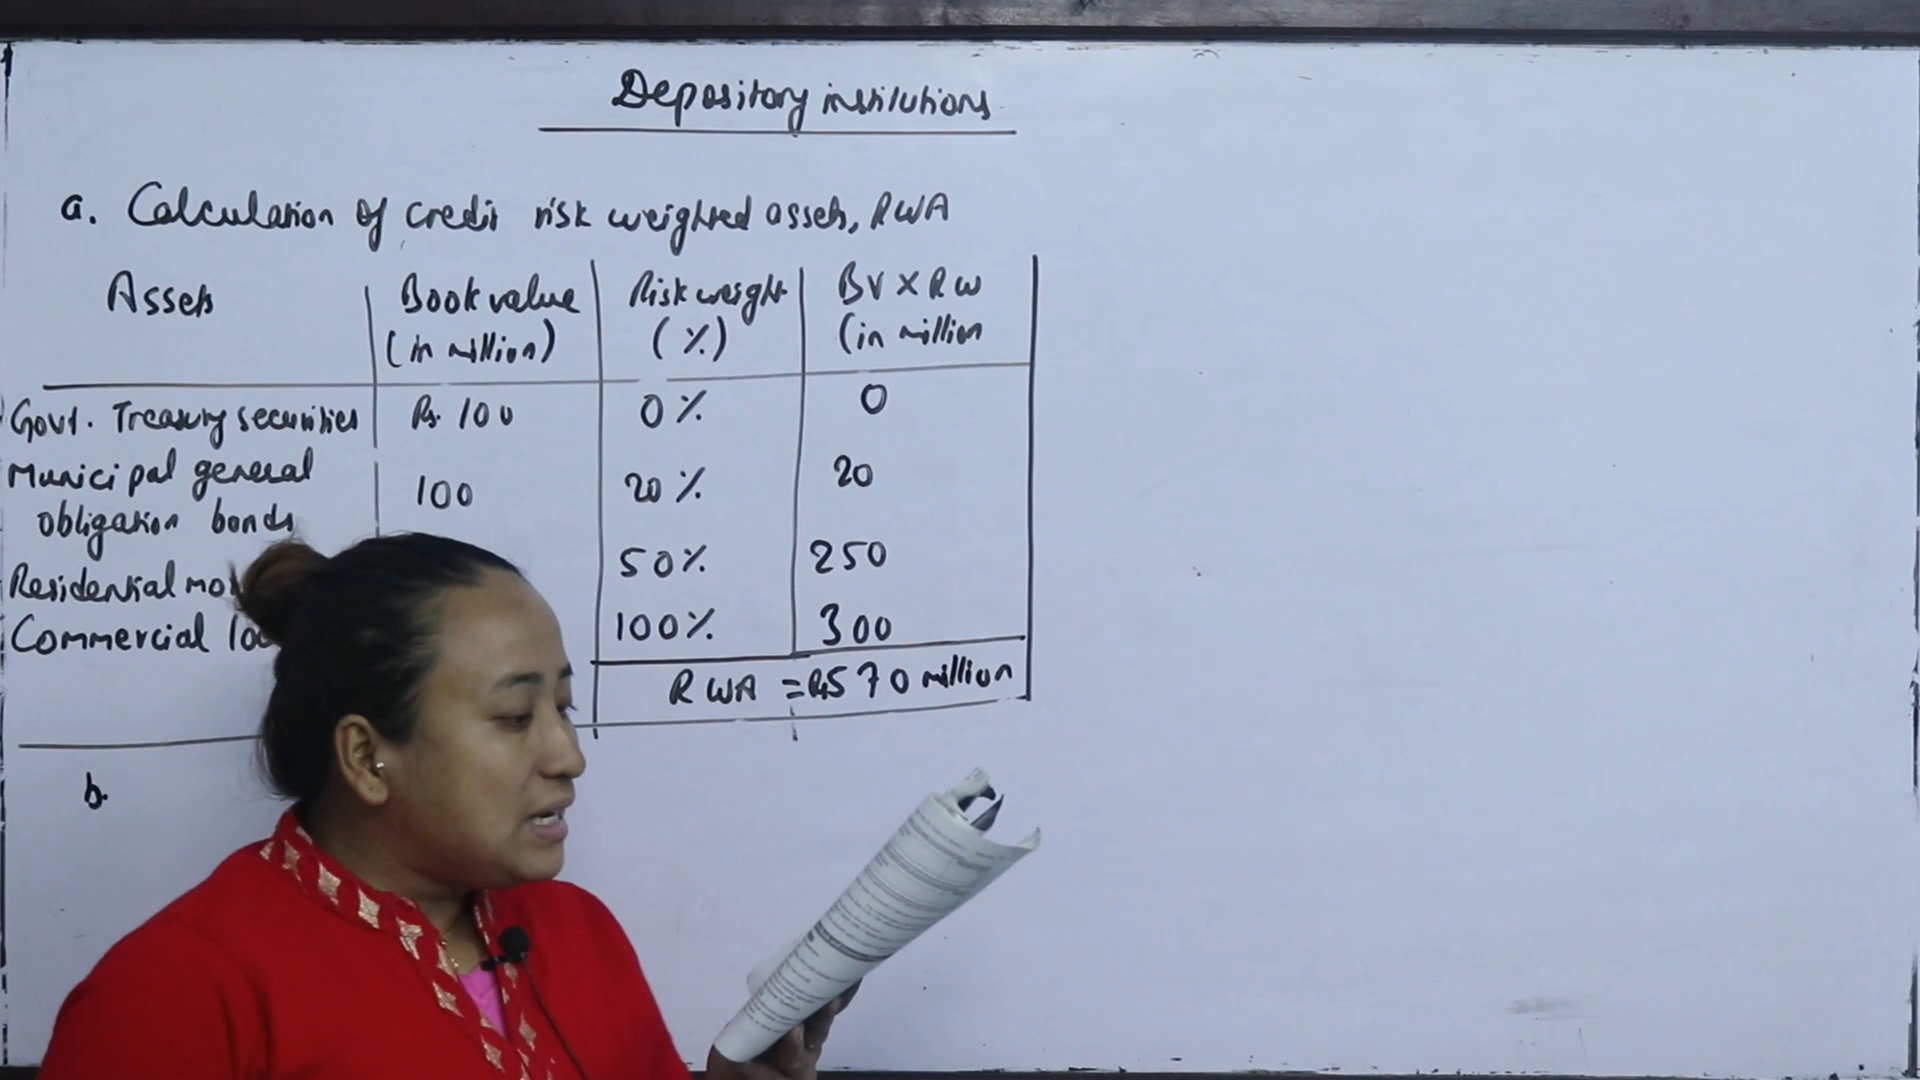 Depository institutions
a. Calculation of credit risk weighted assets, RWA
Assets Book value Risk weight BV X RW
(in million) (%) (in million
Govt. Treasury securities Rs. 100 0% 0
Municipal general
obligation bonds 100 20% 20
Residential 50% 250
Commercial 100% 300
RWA = Rs 570 million
b.